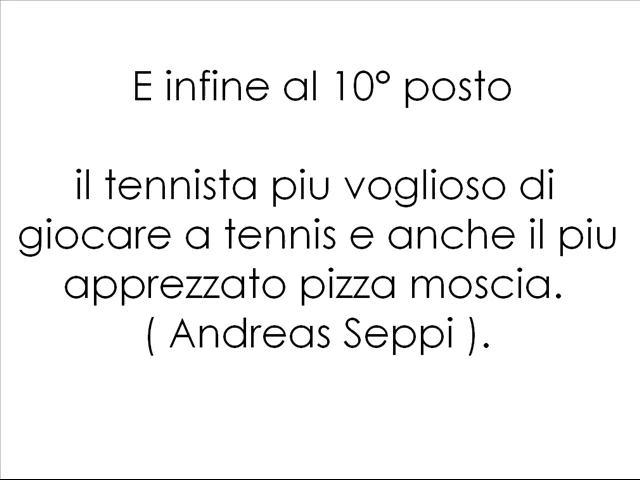 E infine al 10° posto
il tennista piu voglioso di
giocare a tennis e anche il piu
apprezzato pizza moscia.
( Andreas Seppi ).